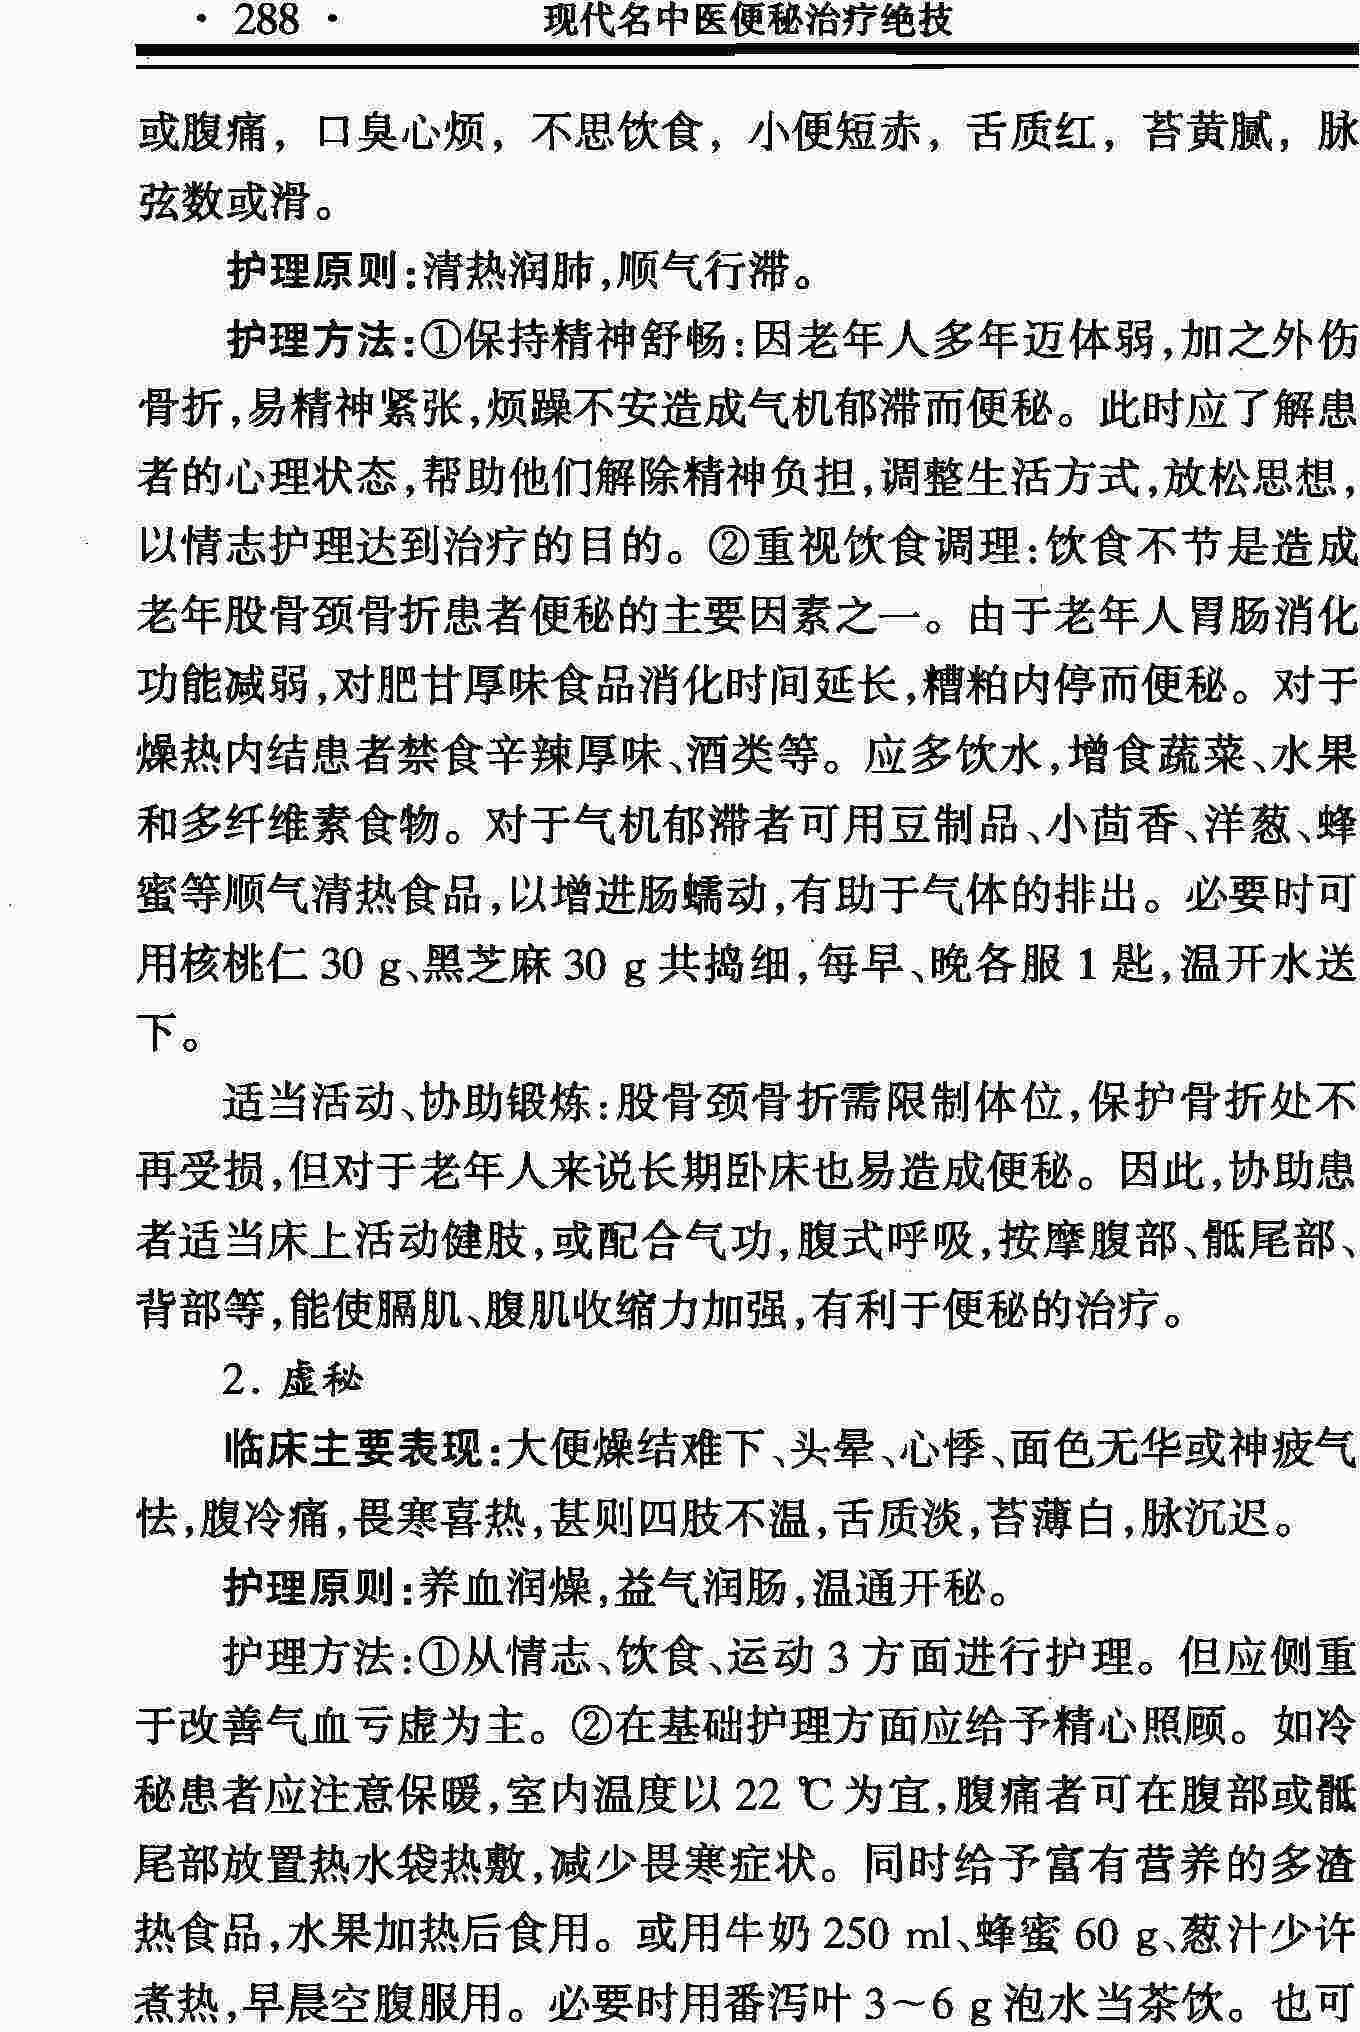 · 288 · 现代名中医便秘治疗绝技
或腹痛，口臭心烦，不思饮食，小便短赤，舌质红，苔黄腻，脉
弦数或滑。
护理原则：清热润肺，顺气行滞。
护理方法：①保持精神舒畅：因老年人多年迈体弱，加之外伤
骨折，易精神紧张，烦躁不安造成气机郁滞而便秘。此时应了解患
者的心理状态，帮助他们解除精神负担，调整生活方式，放松思想，
以情志护理达到治疗的目的。②重视饮食调理：饮食不节是造成
老年股骨颈骨折患者便秘的主要因素之一。由于老年人胃肠消化
功能减弱，对肥甘厚味食品消化时间延长，糟粕内停而便秘。对于
燥热内结患者禁食辛辣厚味、酒类等。应多饮水，增食蔬菜、水果
和多纤维素食物。对于气机郁滞者可用豆制品、小茴香、洋葱、蜂
蜜等顺气清热食品，以增进肠蠕动，有助于气体的排出。必要时可
用核桃仁 30 g、黑芝麻 30 g 共捣细，每早、晚各服 1 匙，温开水送
下。
适当活动、协助锻炼：股骨颈骨折需限制体位，保护骨折处不
再受损，但对于老年人来说长期卧床也易造成便秘。因此，协助患
者适当床上活动健肢，或配合气功，腹式呼吸，按摩腹部、骶尾部、
背部等，能使膈肌、腹肌收缩力加强，有利于便秘的治疗。
2. 虚秘
临床主要表现：大便燥结难下、头晕、心悸、面色无华或神疲气
怯，腹冷痛，畏寒喜热，甚则四肢不温，舌质淡，苔薄白，脉沉迟。
护理原则：养血润燥，益气润肠，温通开秘。
护理方法：①从情志、饮食、运动 3 方面进行护理。但应侧重
于改善气血亏虚为主。②在基础护理方面应给予精心照顾。如冷
秘患者应注意保暖，室内温度以 22 ℃为宜，腹痛者可在腹部或骶
尾部放置热水袋热敷，减少畏寒症状。同时给予富有营养的多渣
热食品，水果加热后食用。或用牛奶 250 ml、蜂蜜 60 g、葱汁少许
煮热，早晨空腹服用。必要时用番泻叶 3～6 g 泡水当茶饮。也可